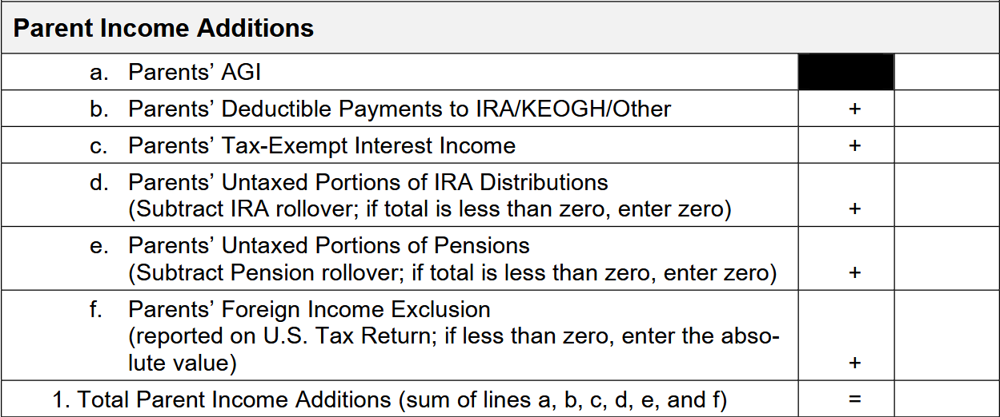 Parent Income Additions
a. Parents’ AGI
b. Parents’ Deductible Payments to IRA/KEOGH/Other +
c. Parents’ Tax-Exempt Interest Income +
d. Parents’ Untaxed Portions of IRA Distributions
(Subtract IRA rollover; if total is less than zero, enter zero) +
e. Parents’ Untaxed Portions of Pensions
(Subtract Pension rollover; if total is less than zero, enter zero) +
f. Parents’ Foreign Income Exclusion
(reported on U.S. Tax Return; if less than zero, enter the abso-
lute value) +
1. Total Parent Income Additions (sum of lines a, b, c, d, e, and f) =